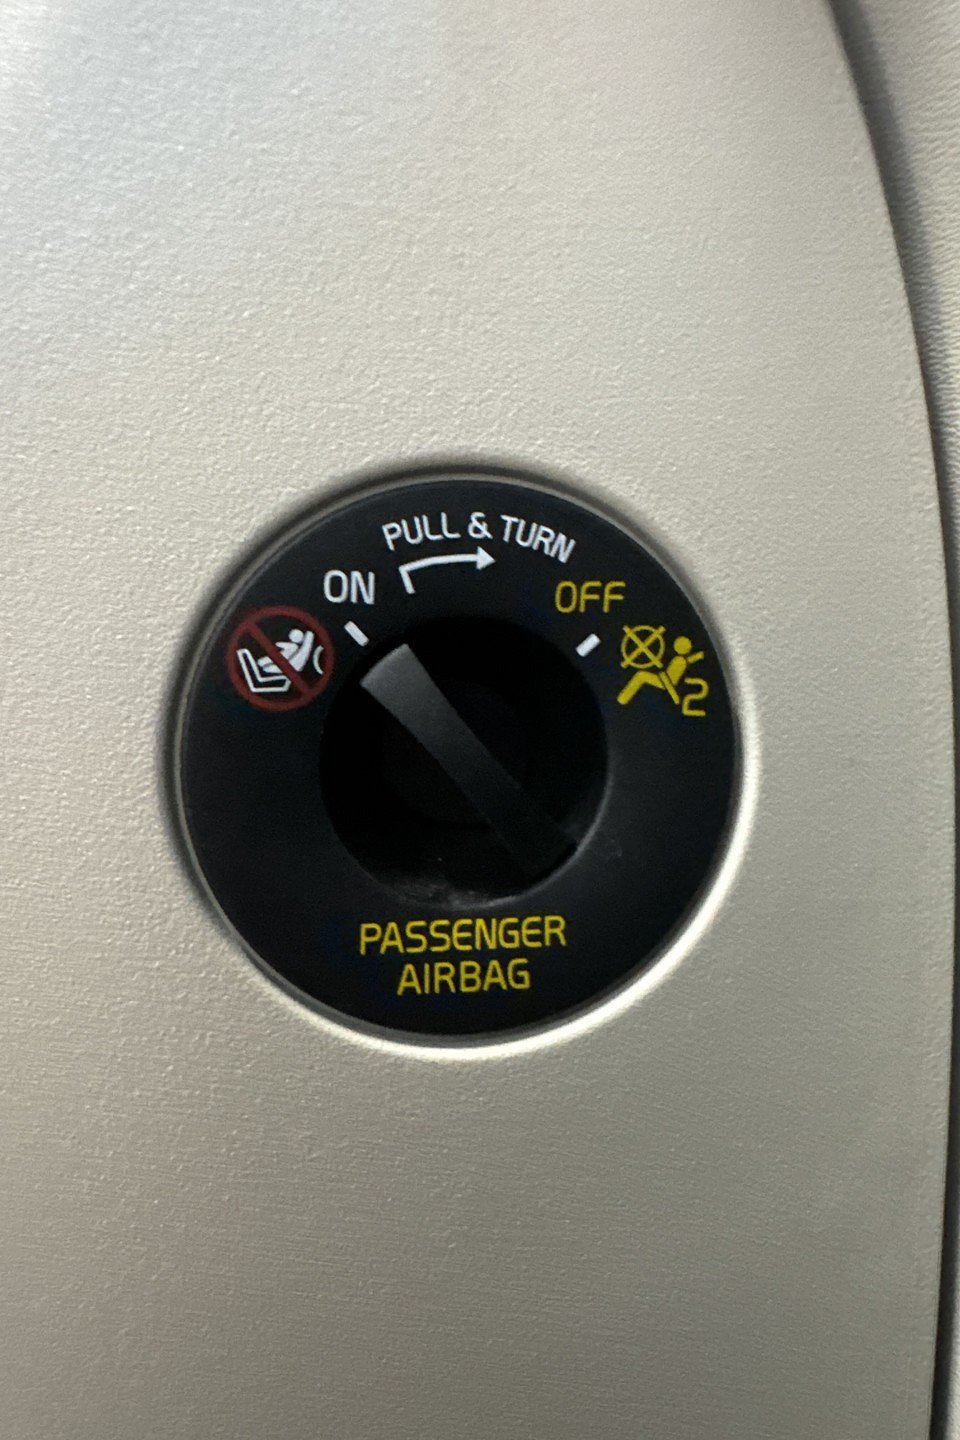 PULL & TURN
ON
OFF
2
PASSENGER
AIRBAG